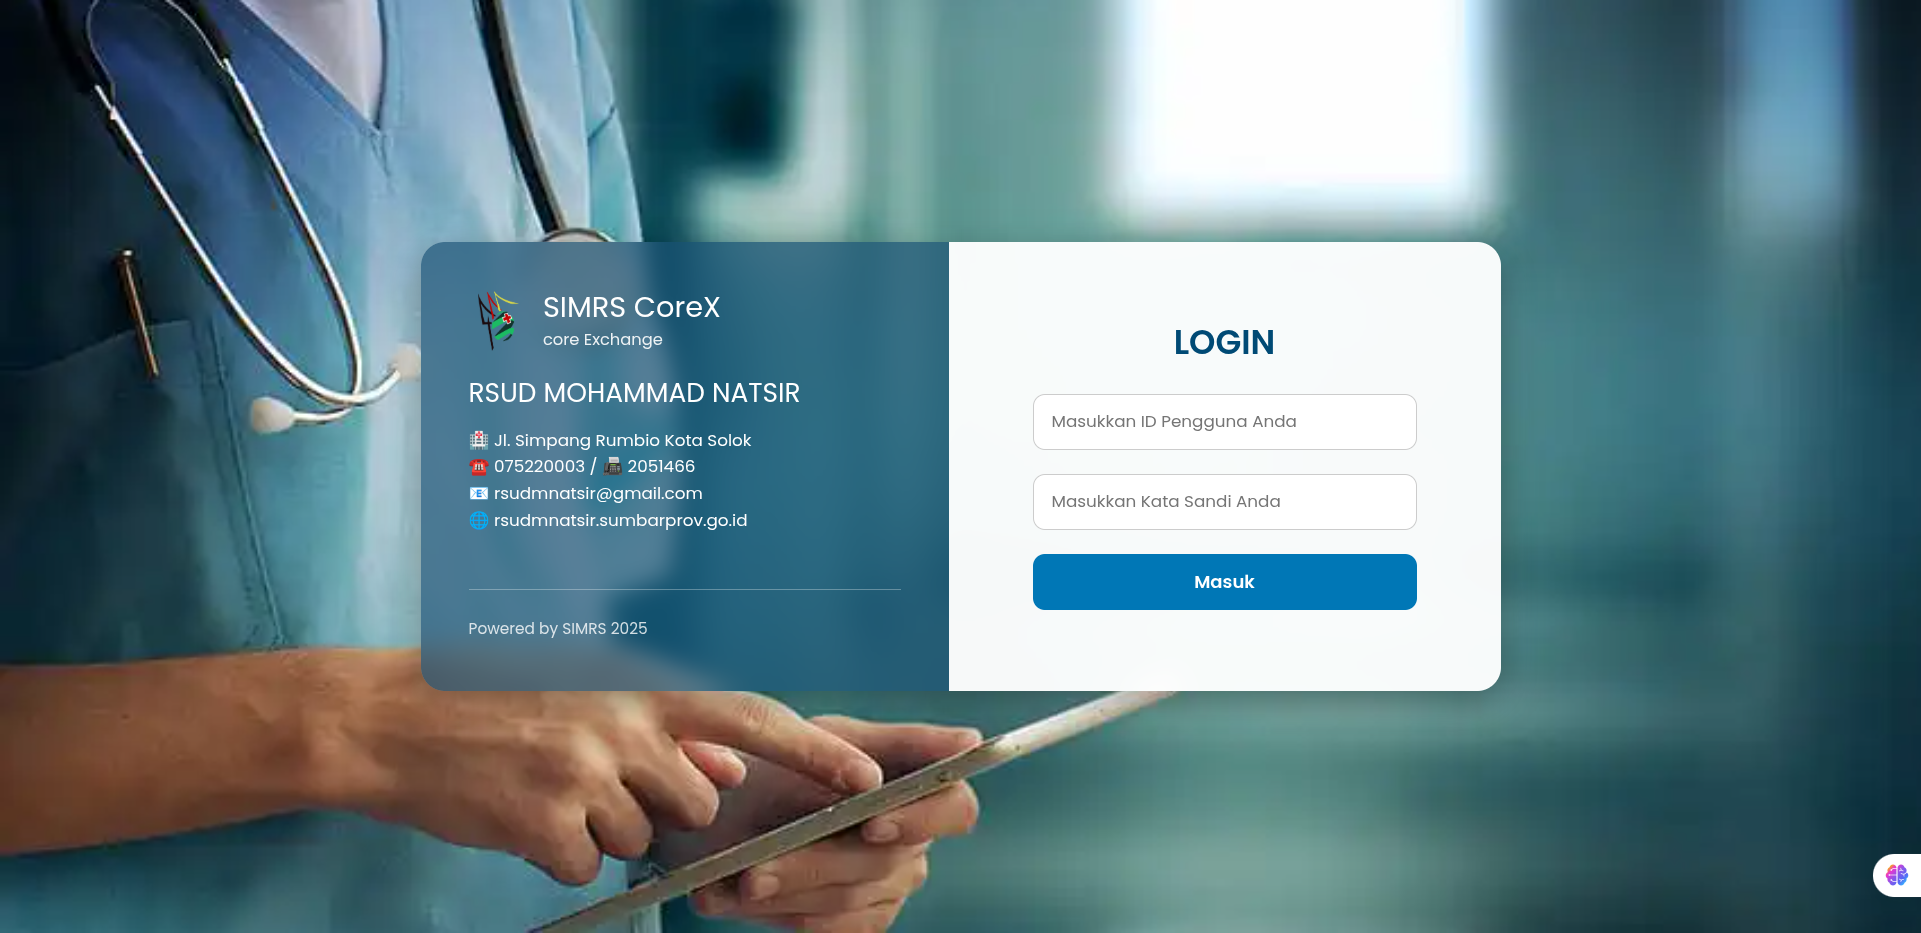 SIMRS CoreX
core Exchange
RSUD MOHAMMAD NATSIR
🏥 Jl. Simpang Rumbio Kota Solok
☎️ 075220003 / 📠 2051466
📧 rsudmnatsir@gmail.com
🌐 rsudmnatsir.sumbarprov.go.id
Powered by SIMRS 2025
LOGIN
Masukkan ID Pengguna Anda
Masukkan Kata Sandi Anda
Masuk